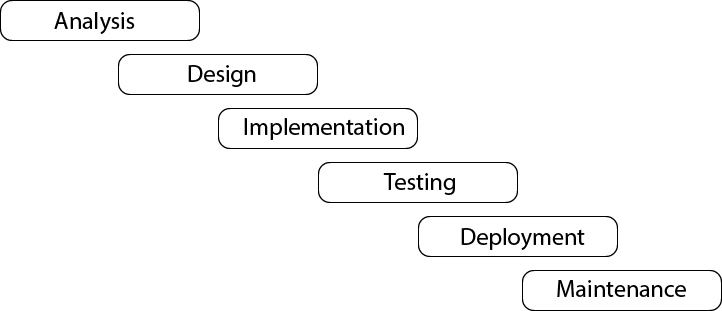 Analysis
Design
Implementation
Testing
Deployment
Maintenance